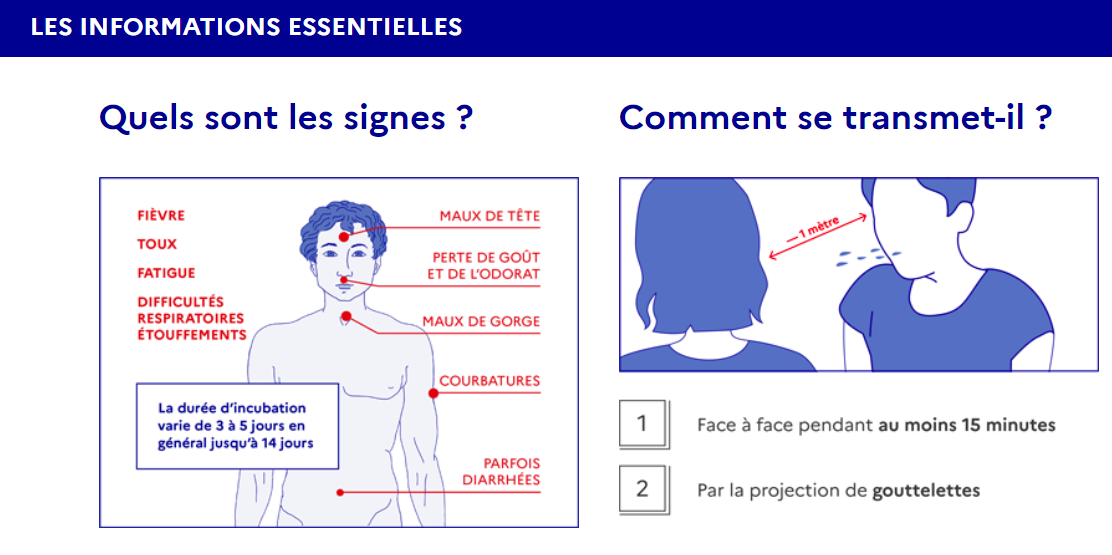 LES INFORMATIONS ESSENTIELLES
Quels sont les signes ?
FIÈVRE
TOUX
FATIGUE
DIFFICULTÉS
RESPIRATOIRES
ÉTOUFFEMENTS
MAUX DE TÊTE
PERTE DE GOÛT
ET DE L'ODORAT
MAUX DE GORGE
COURBATURES
PARFOIS
DIARRHÉES
La durée d'incubation
varie de 3 à 5 jours en
général jusqu'à 14 jours
Comment se transmet-il ?
– 1 mètre
1 Face à face pendant au moins 15 minutes
2 Par la projection de gouttelettes